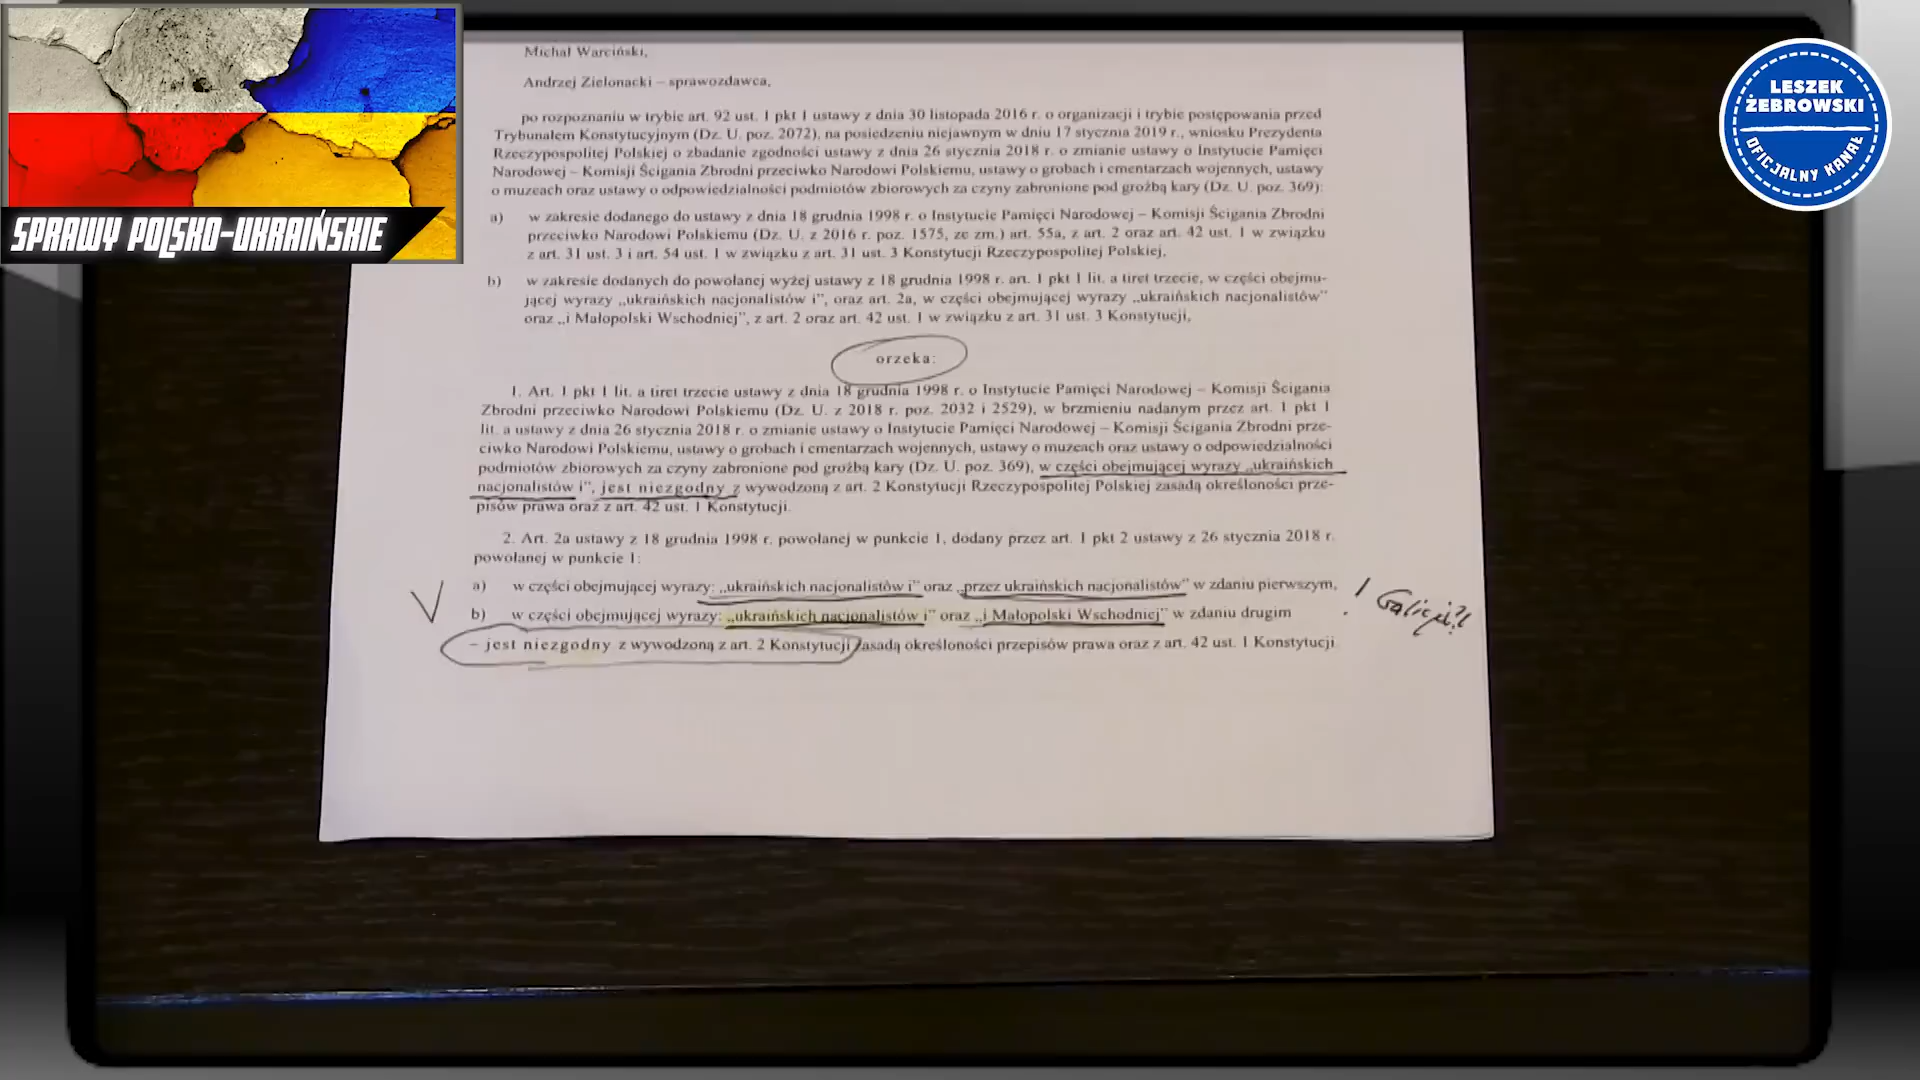 SPRAWY POLSKO-UKRAIŃSKIE
LESZEK
ŻEBROWSKI
OFICJALNY KANAŁ
Michał Warciński,
Andrzej Zielonacki – sprawozdawca,
po rozpoznaniu w trybie art. 92 ust. 1 pkt 1 ustawy z dnia 30 listopada 2016 r. o organizacji i trybie postępowania przed
Trybunałem Konstytucyjnym (Dz. U. poz. 2072), na posiedzeniu niejawnym w dniu 17 stycznia 2019 r., wniosku Prezydenta
Rzeczypospolitej Polskiej o zbadanie zgodności ustawy z dnia 26 stycznia 2018 r. o zmianie ustawy o Instytucie Pamięci
Narodowej – Komisji Ścigania Zbrodni przeciwko Narodowi Polskiemu, ustawy o grobach i cmentarzach wojennych, ustawy
o muzeach oraz ustawy o odpowiedzialności podmiotów zbiorowych za czyny zabronione pod groźbą kary (Dz. U. poz. 369):
a) w zakresie dodanego do ustawy z dnia 18 grudnia 1998 r. o Instytucie Pamięci Narodowej – Komisji Ścigania Zbrodni
przeciwko Narodowi Polskiemu (Dz. U. z 2016 r. poz. 1575, ze zm.) art. 55a, z art. 2 oraz art. 42 ust. 1 w związku
z art. 31 ust. 3 i art. 54 ust. 1 w związku z art. 31 ust. 3 Konstytucji Rzeczypospolitej Polskiej,
b) w zakresie dodanych do powołanej wyżej ustawy z 18 grudnia 1998 r. art. 1 pkt 1 lit. a tiret trzecie, w części obejmu-
jącej wyrazy „ukraińskich nacjonalistów i”, oraz art. 2a, w części obejmującej wyrazy „ukraińskich nacjonalistów”
oraz „i Małopolski Wschodniej”, z art. 2 oraz art. 42 ust. 1 w związku z art. 31 ust. 3 Konstytucji,
orzeka:
1. Art. 1 pkt 1 lit. a tiret trzecie ustawy z dnia 18 grudnia 1998 r. o Instytucie Pamięci Narodowej – Komisji Ścigania
Zbrodni przeciwko Narodowi Polskiemu (Dz. U. z 2018 r. poz. 2032 i 2529), w brzmieniu nadanym przez art. 1 pkt 1
lit. a ustawy z dnia 26 stycznia 2018 r. o zmianie ustawy o Instytucie Pamięci Narodowej – Komisji Ścigania Zbrodni prze-
ciwko Narodowi Polskiemu, ustawy o grobach i cmentarzach wojennych, ustawy o muzeach oraz ustawy o odpowiedzialności
podmiotów zbiorowych za czyny zabronione pod groźbą kary (Dz. U. poz. 369), w części obejmującej wyrazy „ukraińskich
nacjonalistów i”, jest niezgodny z wywodzoną z art. 2 Konstytucji Rzeczypospolitej Polskiej zasadą określoności prze-
pisów prawa oraz z art. 42 ust. 1 Konstytucji.
2. Art. 2a ustawy z 18 grudnia 1998 r. powołanej w punkcie 1, dodany przez art. 1 pkt 2 ustawy z 26 stycznia 2018 r.
powołanej w punkcie 1:
a) w części obejmującej wyrazy: „ukraińskich nacjonalistów i” oraz „przez ukraińskich nacjonalistów” w zdaniu pierwszym,
b) w części obejmującej wyrazy: „ukraińskich nacjonalistów i” oraz „i Małopolski Wschodniej” w zdaniu drugim
! Galicji?!
– jest niezgodny z wywodzoną z art. 2 Konstytucji zasadą określoności przepisów prawa oraz z art. 42 ust. 1 Konstytucji.